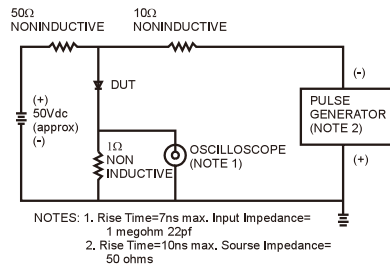 50Ω
NONINDUCTIVE
10Ω
NONINDUCTIVE
(+)
50Vdc
(approx)
(-)
DUT
1Ω
NON
INDUCTIVE
OSCILLOSCOPE
(NOTE 1)
(-)
PULSE
GENERATOR
(NOTE 2)
(+)
NOTES: 1. Rise Time=7ns max. Input Impedance=
1 megohm 22pf
2. Rise Time=10ns max. Sourse Impedance=
50 ohms